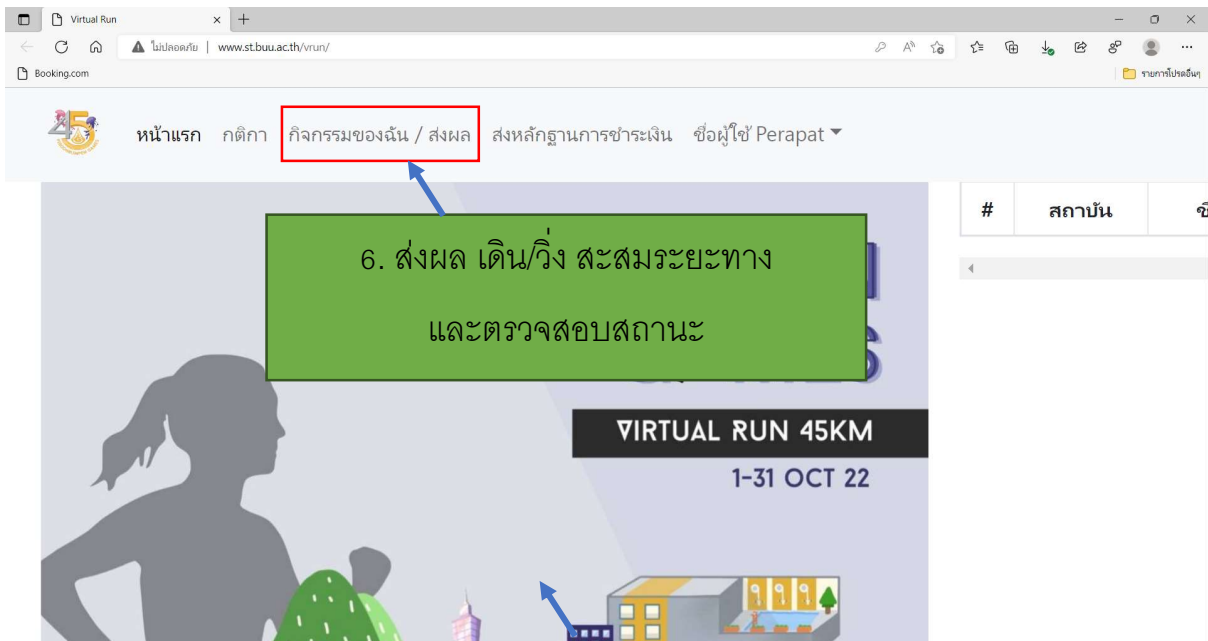 Virtual Run
ไม่ปลอดภัย | www.st.buu.ac.th/vrun/
Booking.com
รายการโปรดอื่นๆ
45
หน้าแรก กติกา กิจกรรมของฉัน / ส่งผล ส่งหลักฐานการชำระเงิน ชื่อผู้ใช้ Perapat
# สถาบัน
6. ส่งผล เดิน/วิ่ง สะสมระยะทาง
และตรวจสอบสถานะ
VIRTUAL RUN 45KM
1-31 OCT 22